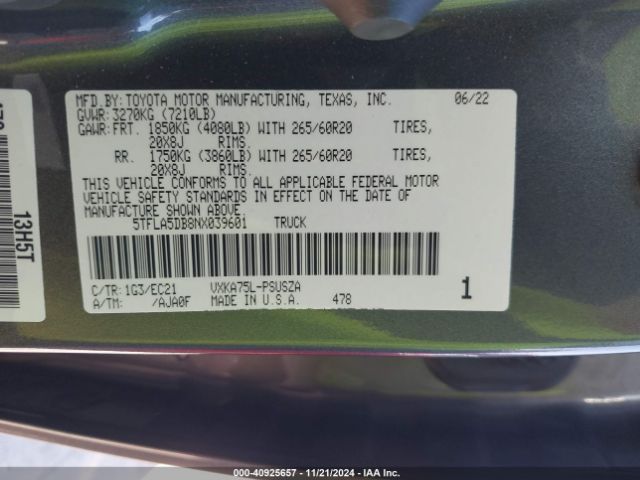 MFD.BY:TOYOTA MOTOR MANUFACTURING, TEXAS, INC. 06/22
GVWR:3270KG (7210LB)
GAWR:FRT. 1850KG (4080LB) WITH 265/60R20 TIRES,
20X8J RIMS.
RR. 1750KG (3860LB) WITH 265/60R20 TIRES,
20X8J RIMS.
THIS VEHICLE CONFORMS TO ALL APPLICABLE FEDERAL MOTOR
VEHICLE SAFETY STANDARDS IN EFFECT ON THE DATE OF
MANUFACTURE SHOWN ABOVE.
5TFLA5DB8NX039601 TRUCK
C/TR:1G3/EC21 VXKA75L-PSUSZA
A/TM: /AJA0F MADE IN U.S.A. 478 1
13H5T
000-40925657 - 11/21/2024 - IAA Inc.